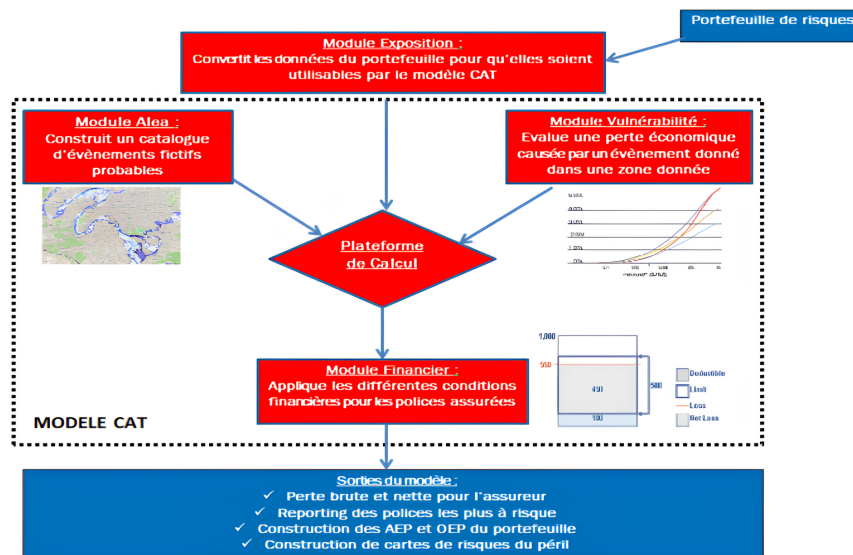 Portefeuille de risques
Module Exposition :
Convertit les données du portefeuille pour qu'elles soient
utilisables par le modèle CAT
Module Alea :
Construit un catalogue
d'évènements fictifs
probables
Module Vulnérabilité :
Evalue une perte économique
causée par un évènement donné
dans une zone donnée
Plateforme
de Calcul
Module Financier :
Applique les différentes conditions
financières pour les polices assurées
1,000
450
500
100
Deductible
Limit
Loss
Net Loss
MODELE CAT
Sorties du modèle :
✓ Perte brute et nette pour l'assureur
✓ Reporting des polices les plus à risque
✓ Construction des AEP et OEP du portefeuille
✓ Construction de cartes de risques du péril